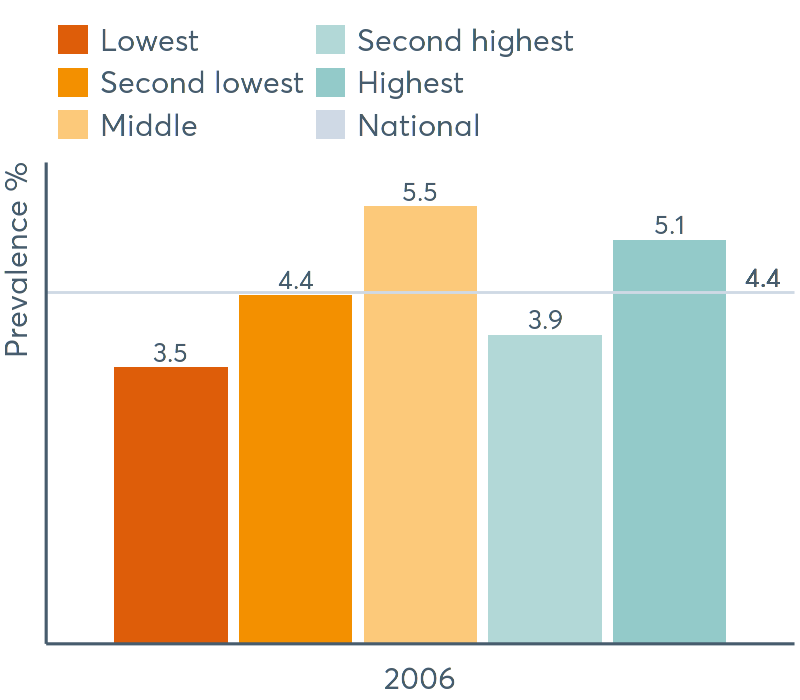 Lowest
Second lowest
Middle
Second highest
Highest
National
Prevalence %
3.5
4.4
5.5
3.9
5.1
4.4
2006